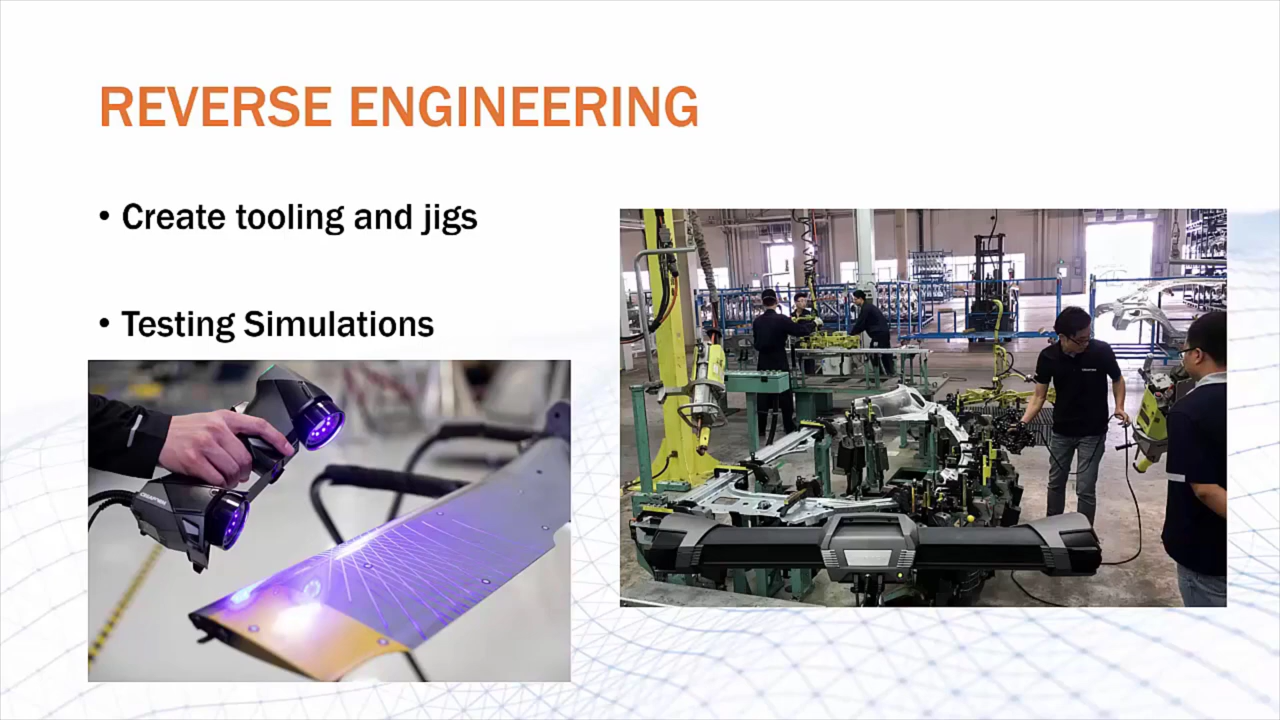 REVERSE ENGINEERING
• Create tooling and jigs
• Testing Simulations